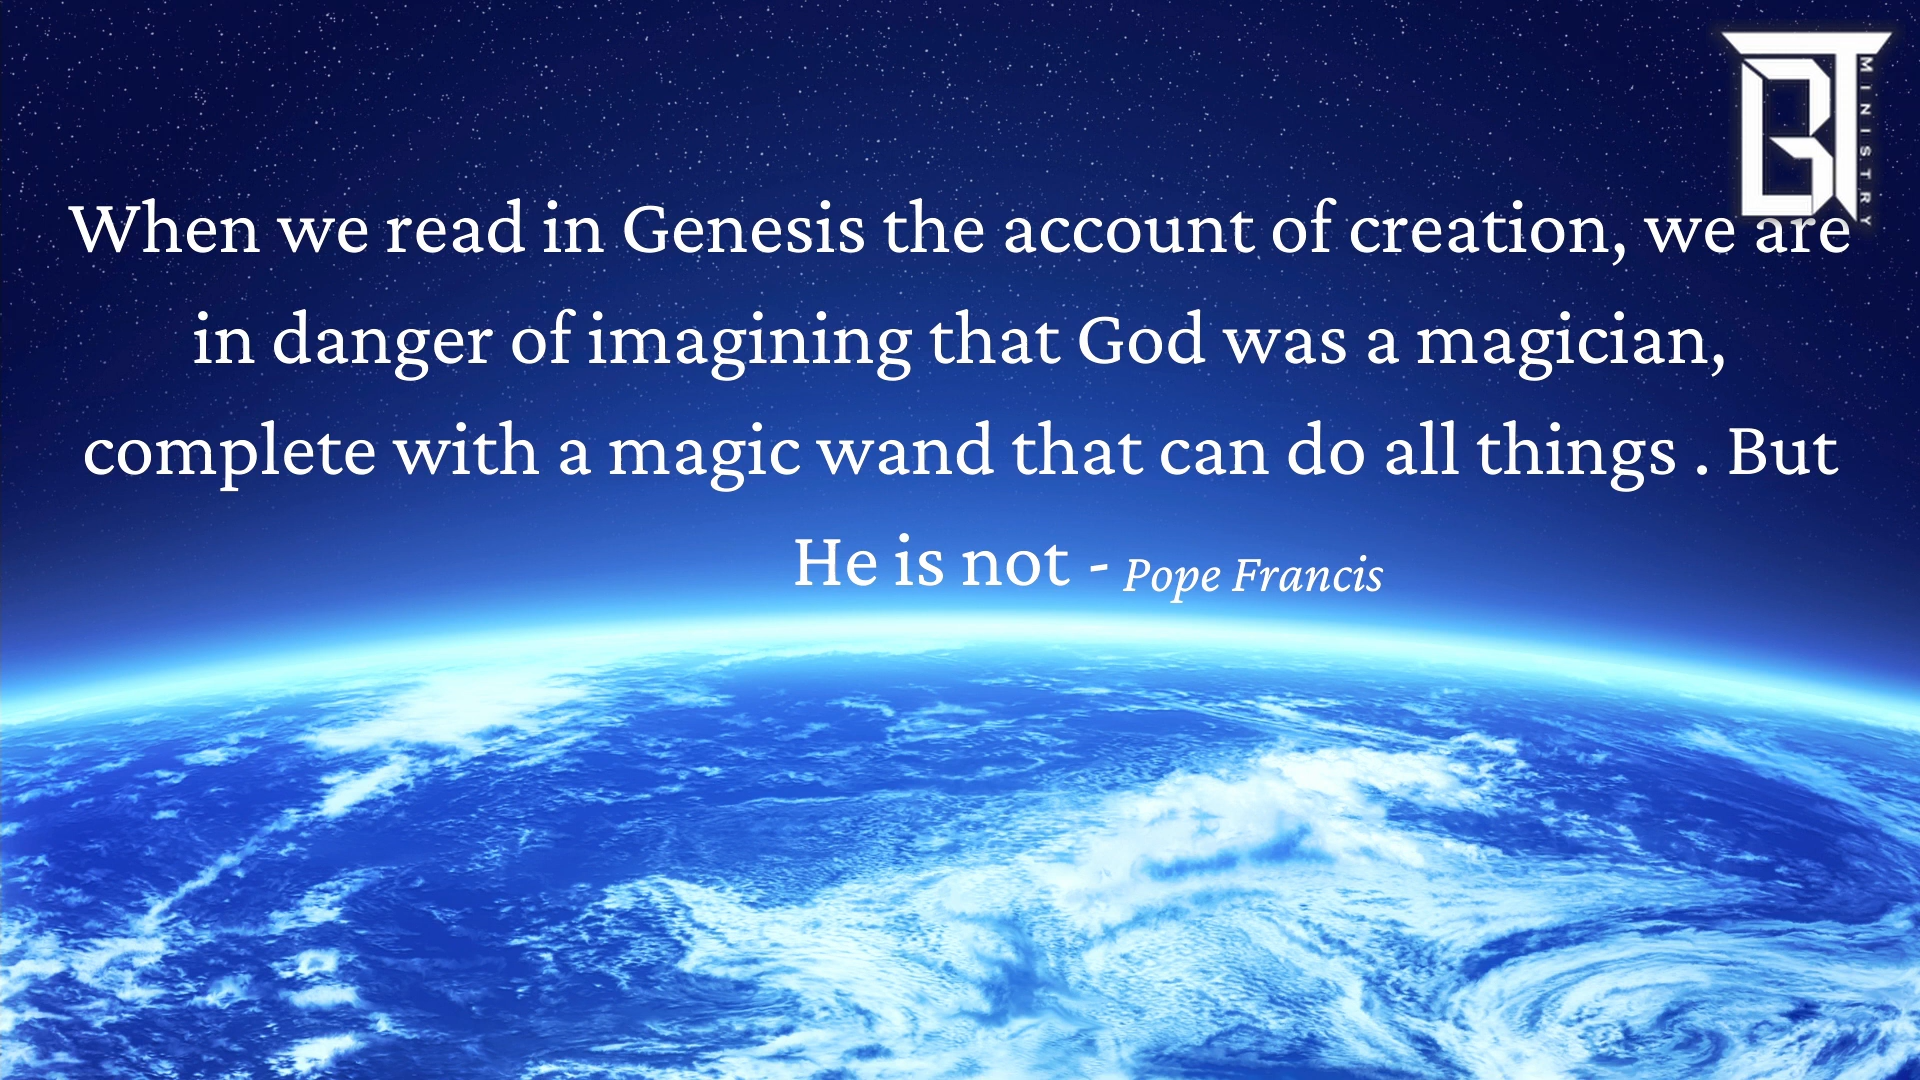 BT
MINISTRY
When we read in Genesis the account of creation, we are
in danger of imagining that God was a magician,
complete with a magic wand that can do all things . But
He is not - Pope Francis